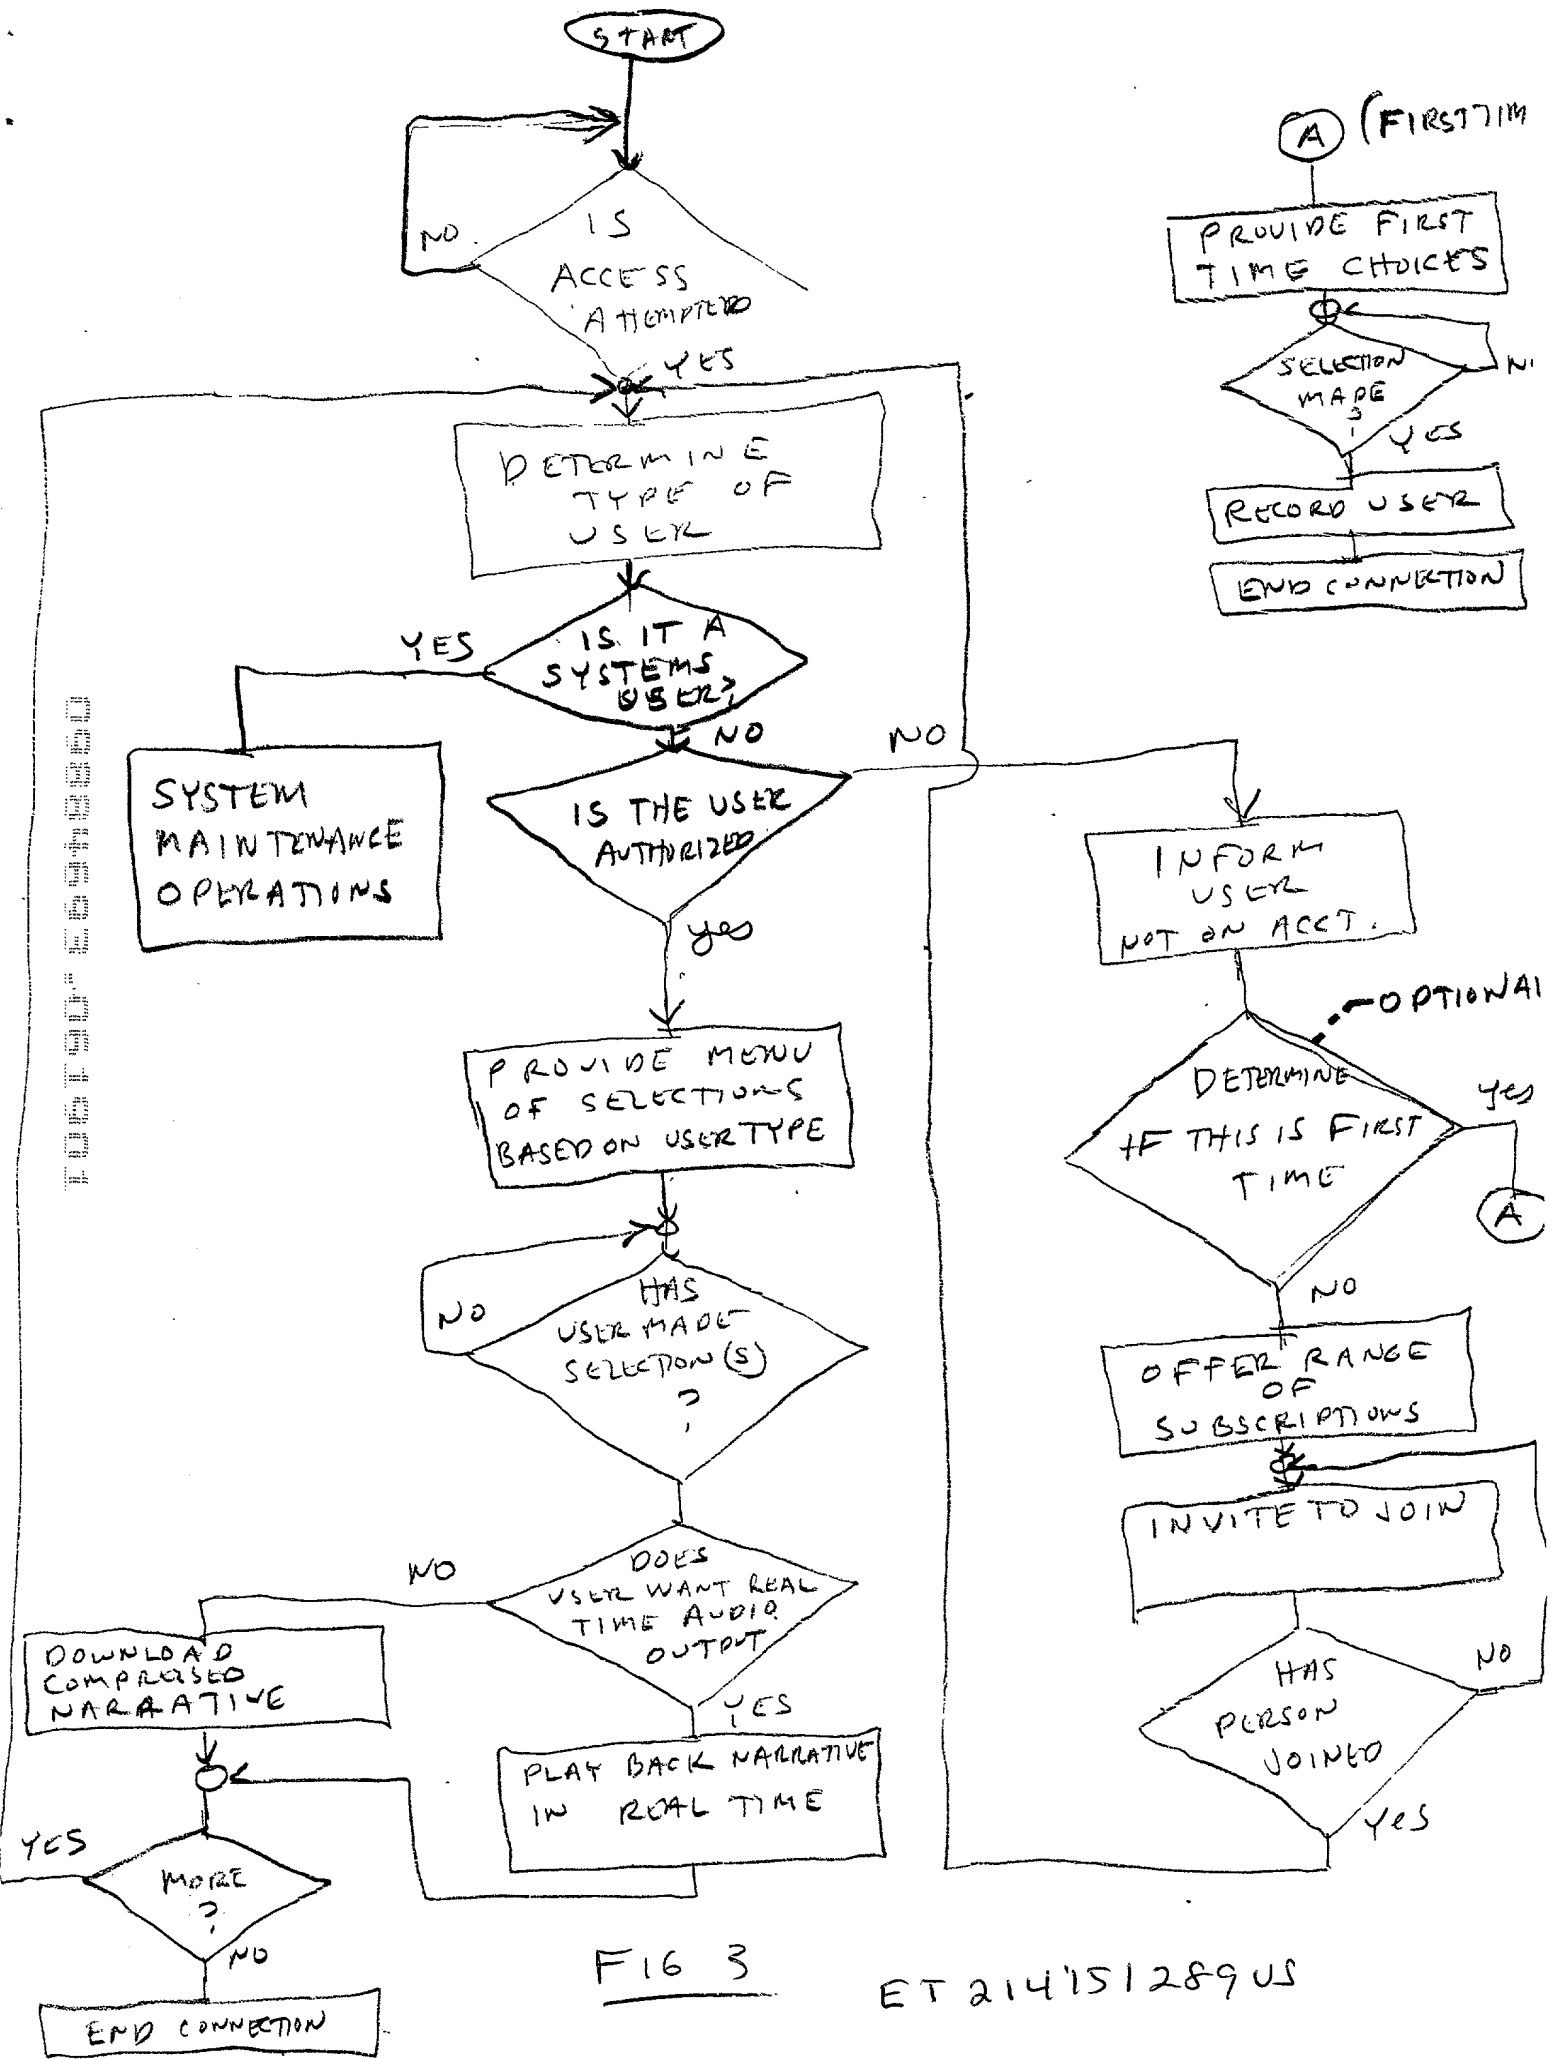 START
NO
IS
ACCESS
ATTEMPTED
YES
DETERMINE
TYPE OF
USER
YES
IS IT A
SYSTEMS
USER?
NO
SYSTEM
MAINTENANCE
OPERATIONS
NO
IS THE USER
AUTHORIZED
yes
PROVIDE MENU
OF SELECTIONS
BASED ON USER TYPE
NO
HAS
USER MADE
SELECTION(S)
?
NO
DOES
USER WANT REAL
TIME AUDIO
OUTPUT
YES
DOWNLOAD
COMPRESSED
NARRATIVE
PLAY BACK NARRATIVE
IN REAL TIME
YES
MORE
?
NO
END CONNECTION
A (FIRST TIM
PROVIDE FIRST
TIME CHOICES
SELECTION
MADE
?
N
YES
RECORD USER
END CONNECTION
INFORM
USER
NOT ON ACCT.
OPTIONAL
DETERMINE
IF THIS IS FIRST
TIME
yes
A
NO
OFFER RANGE
OF
SUBSCRIPTIONS
INVITE TO JOIN
HAS
PERSON
JOINED
NO
Yes
FIG 3
ET214151289US
09884693.061901